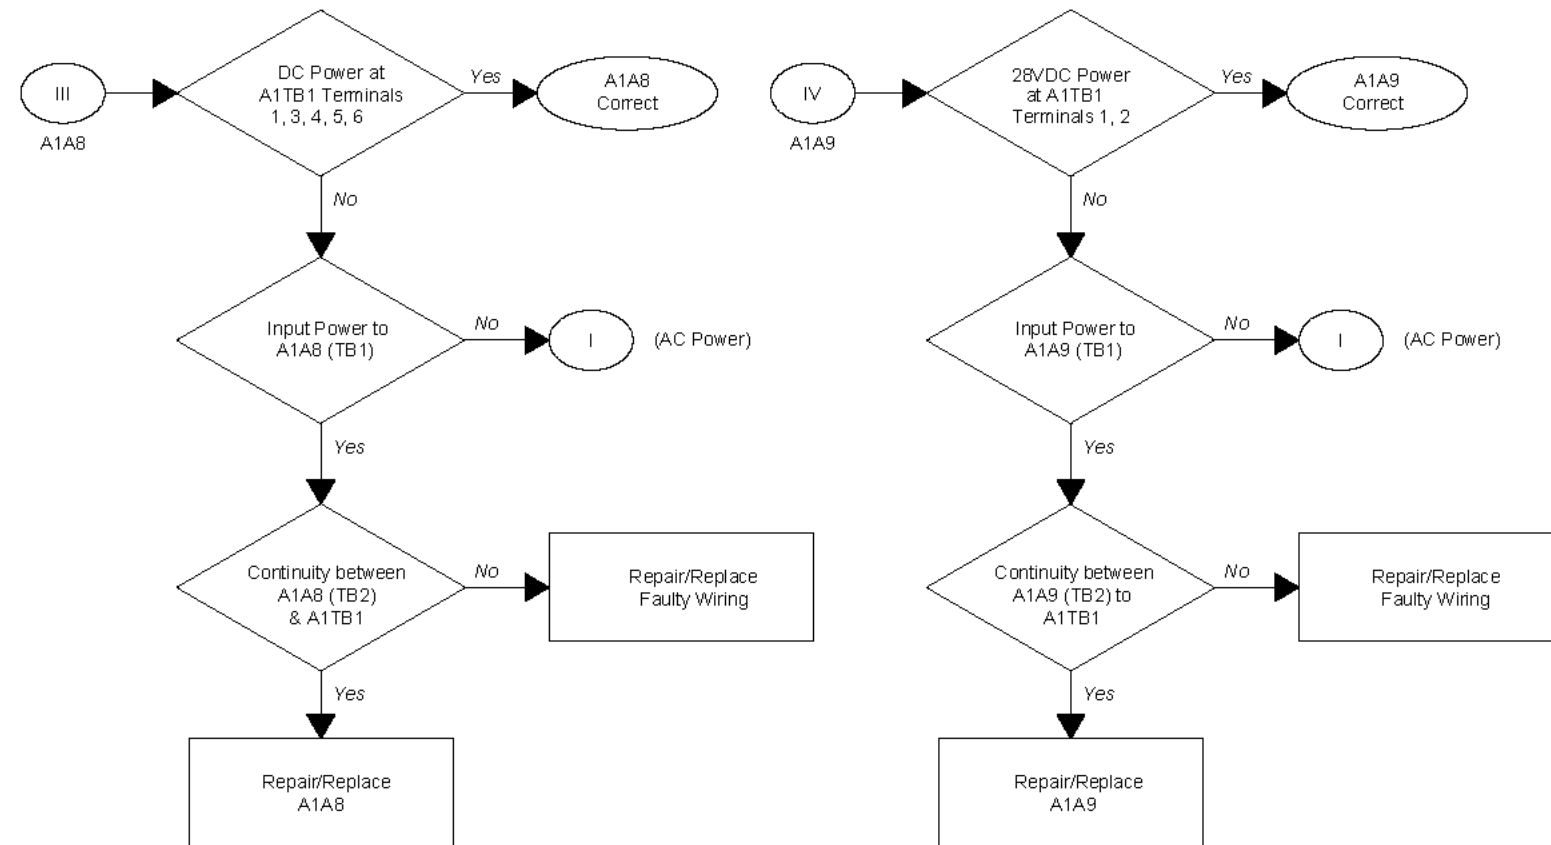 III
A1A8
DC Power at
A1TB1 Terminals
1, 3, 4, 5, 6
Yes
A1A8
Correct
No
Input Power to
A1A8 (TB1)
No
I
(AC Power)
Yes
Continuity between
A1A8 (TB2)
& A1TB1
No
Repair/Replace
Faulty Wiring
Yes
Repair/Replace
A1A8
IV
A1A9
28VDC Power
at A1TB1
Terminals 1, 2
Yes
A1A9
Correct
No
Input Power to
A1A9 (TB1)
No
I
(AC Power)
Yes
Continuity between
A1A9 (TB2) to
A1TB1
No
Repair/Replace
Faulty Wiring
Yes
Repair/Replace
A1A9